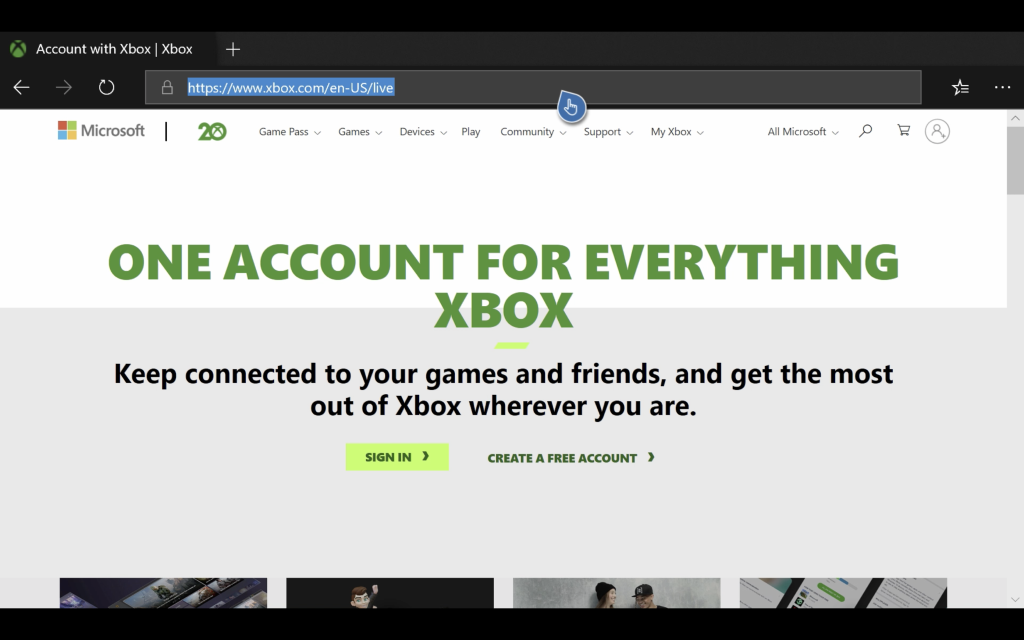 Account with Xbox | Xbox
https://www.xbox.com/en-US/live
Microsoft 20 Game Pass Games Devices Play Community Support My Xbox All Microsoft
ONE ACCOUNT FOR EVERYTHING
XBOX
Keep connected to your games and friends, and get the most
out of Xbox wherever you are.
SIGN IN CREATE A FREE ACCOUNT